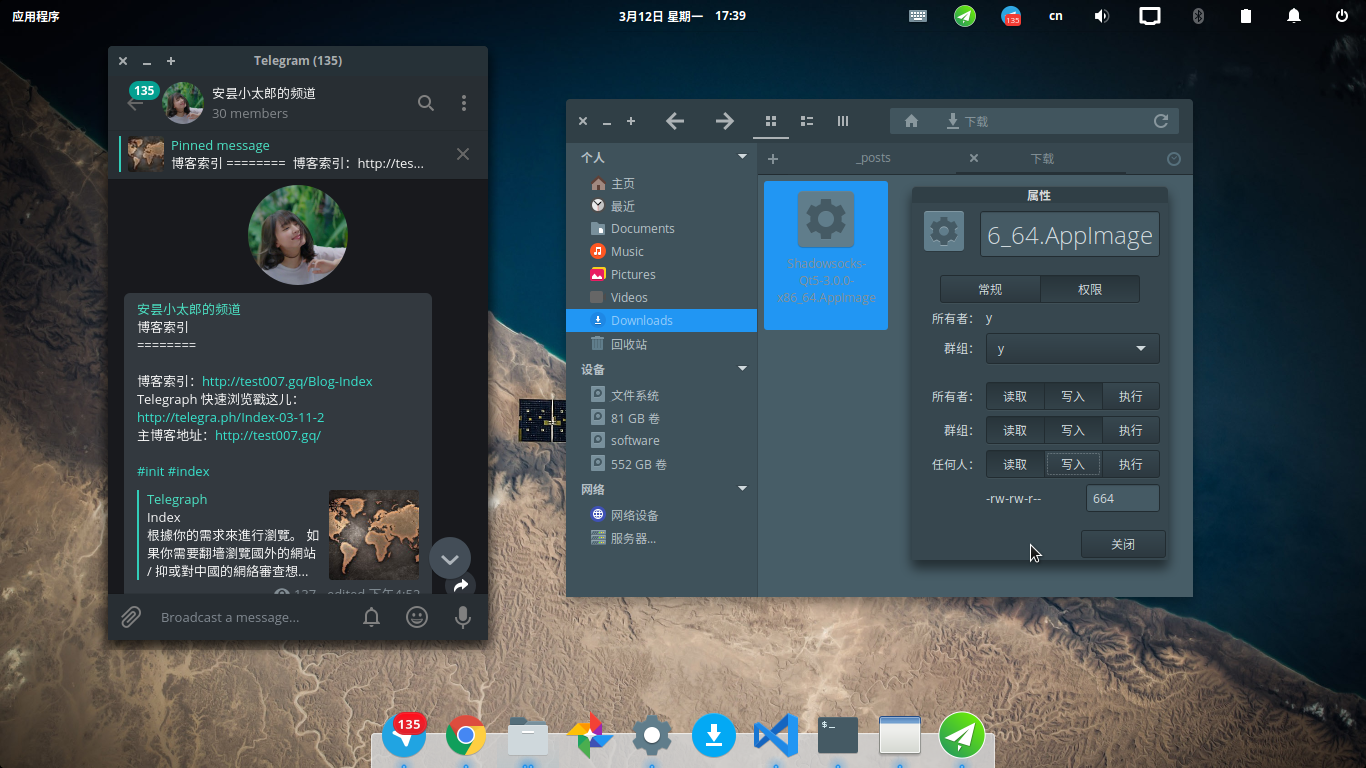 应用程序
3月12日 星期一 17:39
135
cn
Telegram (135)
135
安昙小太郎的频道
30 members
Pinned message
博客索引 ======== 博客索引：http://tes...
安昙小太郎的频道
博客索引
========
博客索引：http://test007.gq/Blog-Index
Telegraph 快速浏览戳这儿：
http://telegra.ph/Index-03-11-2
主博客地址：http://test007.gq/
#init #index
Telegraph
Index
根據你的需求來進行瀏覽。 如
果你需要翻墙瀏覽國外的網站
/ 抑或對中國的網絡審查想...
137 edited 下午4:52
Broadcast a message...
下载
_posts
下载
个人
主页
最近
Documents
Music
Pictures
Videos
Downloads
回收站
设备
文件系统
81 GB 卷
software
552 GB 卷
网络
网络设备
服务器...
Shadowsocks-
Qt5-3.0.0-
x86_64.AppImage
属性
6_64.AppImage
常规 权限
所有者： y
群组： y
所有者： 读取 写入 执行
群组： 读取 写入 执行
任何人： 读取 写入 执行
-rw-rw-r-- 664
关闭
135
$_